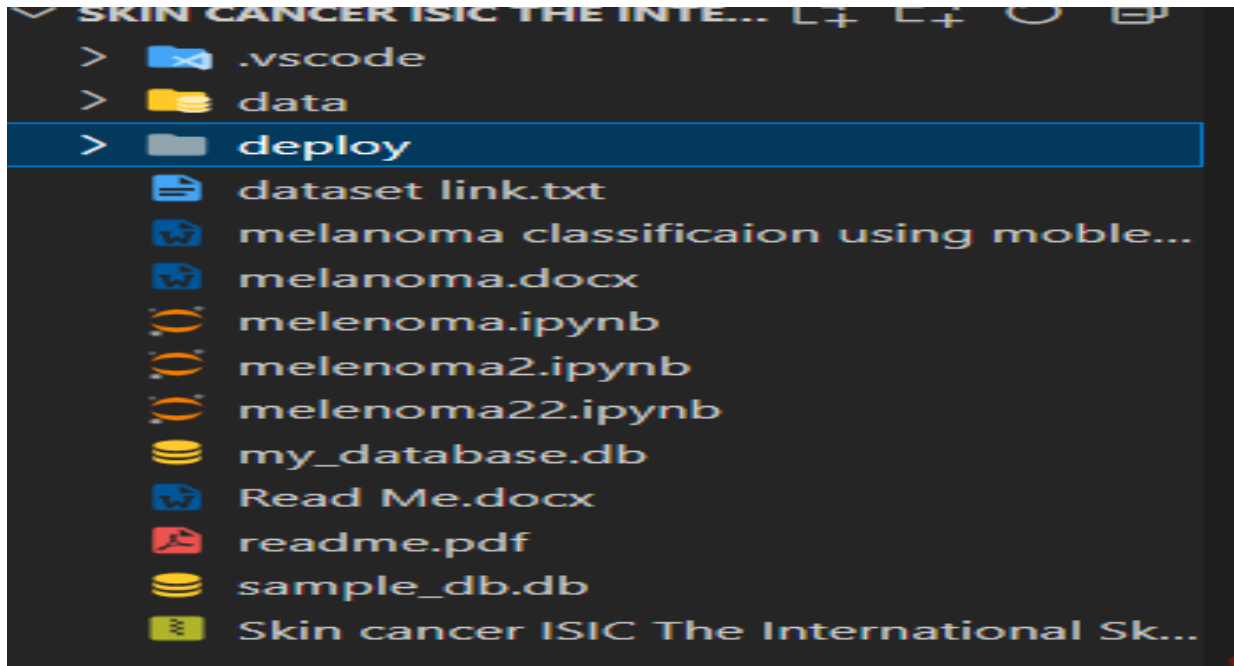 SKIN CANCER ISIC THE INTE...
.vscode
data
deploy
dataset link.txt
melanoma classificaion using moble...
melanoma.docx
melenoma.ipynb
melenoma2.ipynb
melenoma22.ipynb
my_database.db
Read Me.docx
readme.pdf
sample_db.db
Skin cancer ISIC The International Sk...